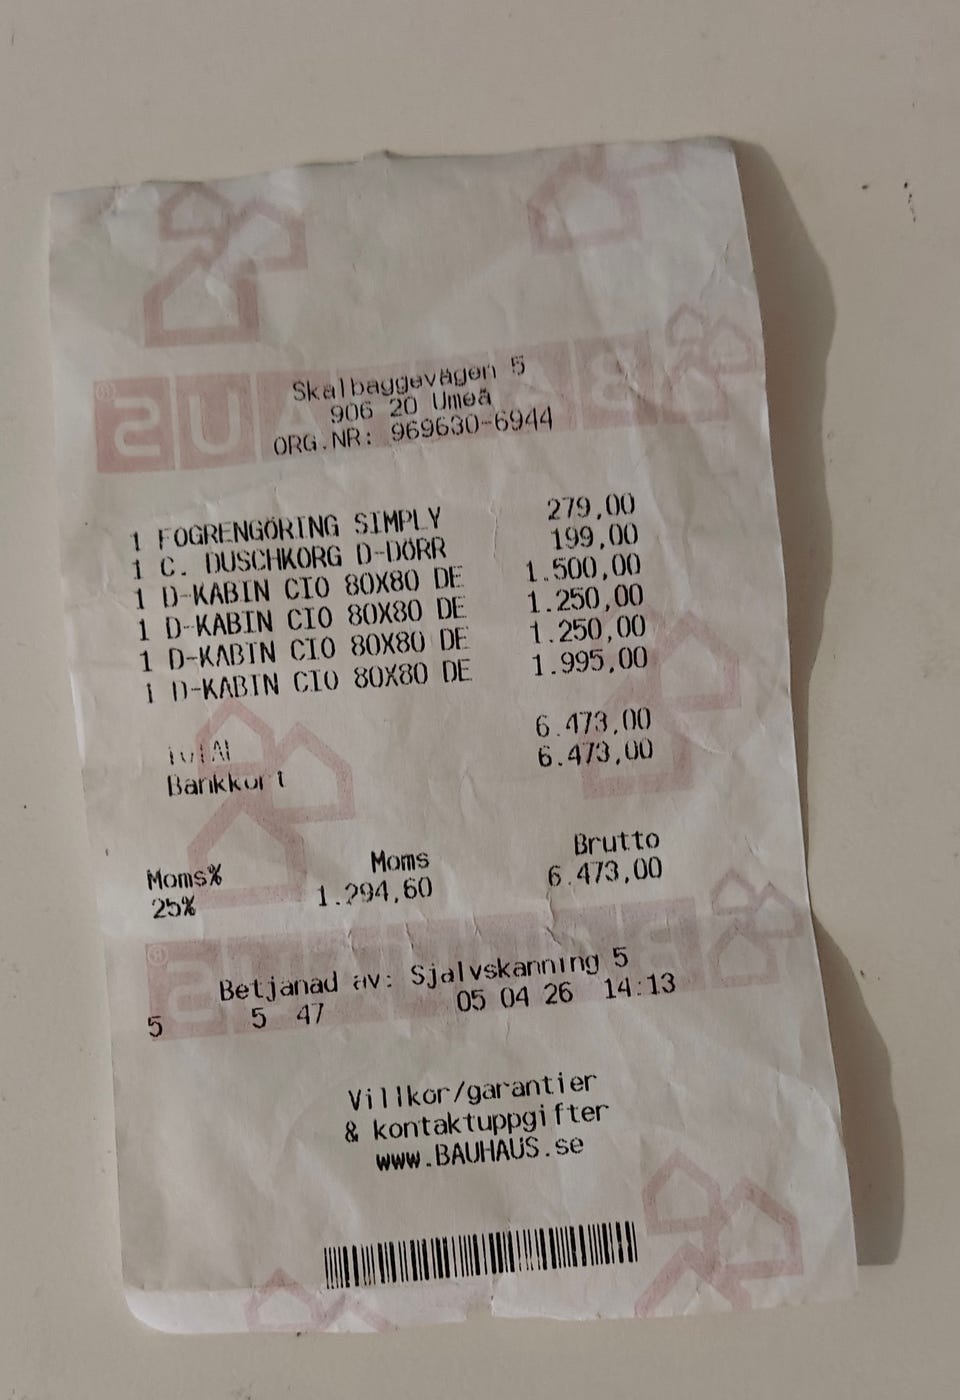 Skalbaggevägen 5
906 20 Umeå
ORG.NR: 969630-6944
1 FOGRENGÖRING SIMPLY 279,00
1 C. DUSCHKORG D-DÖRR 199,00
1 D-KABIN CIO 80X80 DE 1.500,00
1 D-KABIN CIO 80X80 DE 1.250,00
1 D-KABIN CIO 80X80 DE 1.250,00
1 D-KABIN CIO 80X80 DE 1.995,00
TotAl 6.473,00
Bankkort 6.473,00
Moms% Moms Brutto
25% 1.294,60 6.473,00
Betjanad av: Sjalvskanning 5
5 5 47 05 04 26 14:13
Villkor/garantier
& kontaktuppgifter
www.BAUHAUS.se